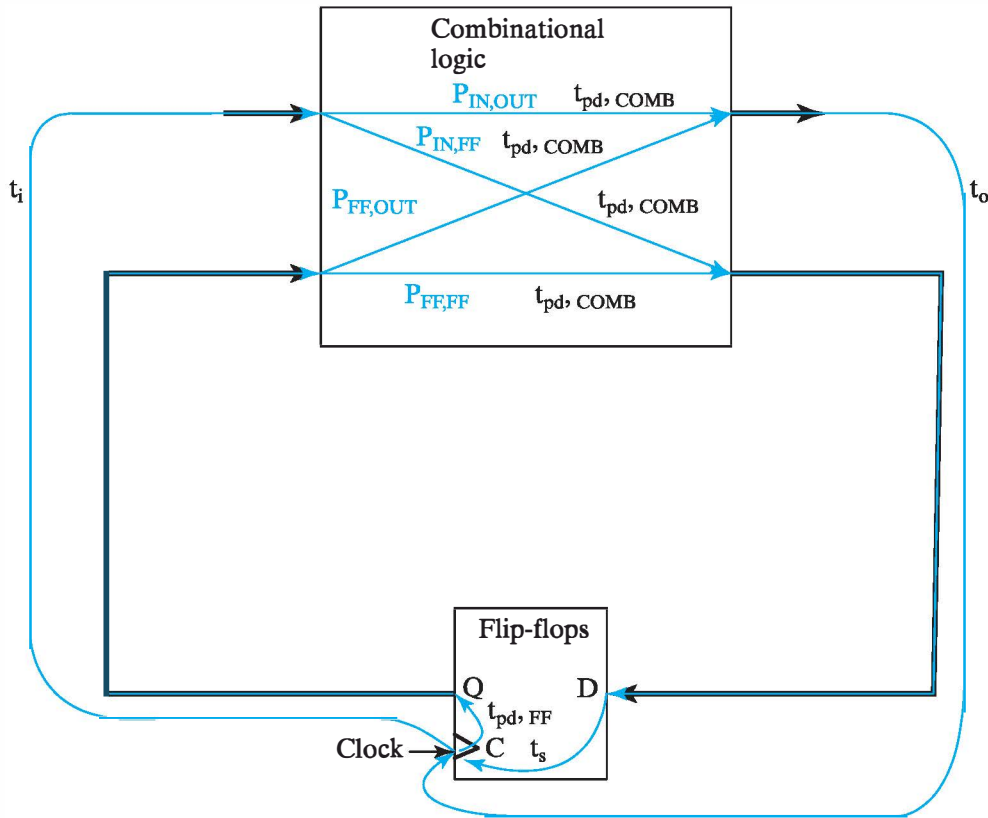 Combinational
logic
P_IN,OUT t_pd, COMB
P_IN,FF t_pd, COMB
t_i
t_o
P_FF,OUT t_pd, COMB
P_FF,FF t_pd, COMB
Flip-flops
Q D
t_pd, FF
Clock C t_s